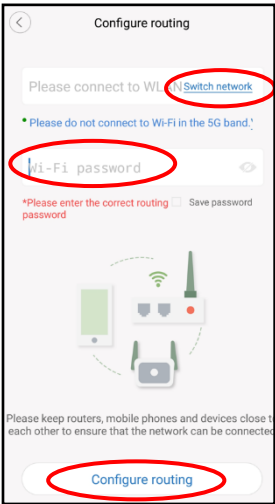 Configure routing
Please connect to WLAN Switch network
• Please do not connect to Wi-Fi in the 5G band.
Wi-Fi password
*Please enter the correct routing Save password
password
Please keep routers, mobile phones and devices close t
each other to ensure that the network can be connected
Configure routing